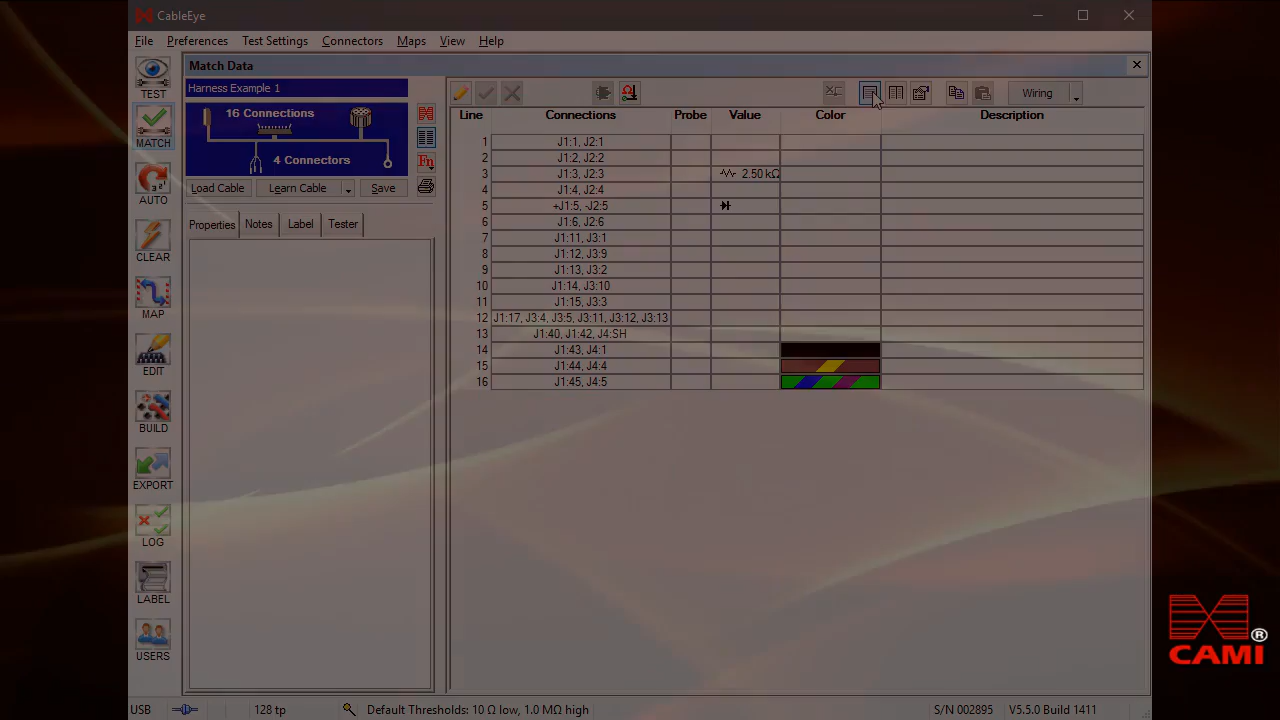 CableEye
File Preferences Test Settings Connectors Maps View Help
Match Data
Harness Example 1
16 Connections
4 Connectors
Load Cable Learn Cable Save
Properties Notes Label Tester
TEST
MATCH
AUTO
CLEAR
MAP
EDIT
BUILD
EXPORT
LOG
LABEL
USERS
Fn
Wiring
Line Connections Probe Value Color Description
1 J1:1, J2:1
2 J1:2, J2:2
3 J1:3, J2:3 2.50 kΩ
4 J1:4, J2:4
5 +J1:5, -J2:5
6 J1:6, J2:6
7 J1:11, J3:1
8 J1:12, J3:9
9 J1:13, J3:2
10 J1:14, J3:10
11 J1:15, J3:3
12 J1:17, J3:4, J3:5, J3:11, J3:12, J3:13
13 J1:40, J1:42, J4:SH
14 J1:43, J4:1
15 J1:44, J4:4
16 J1:45, J4:5
USB 128 tp Default Thresholds: 10 Ω low, 1.0 MΩ high S/N 002895 V5.5.0 Build 1411
CAMI®